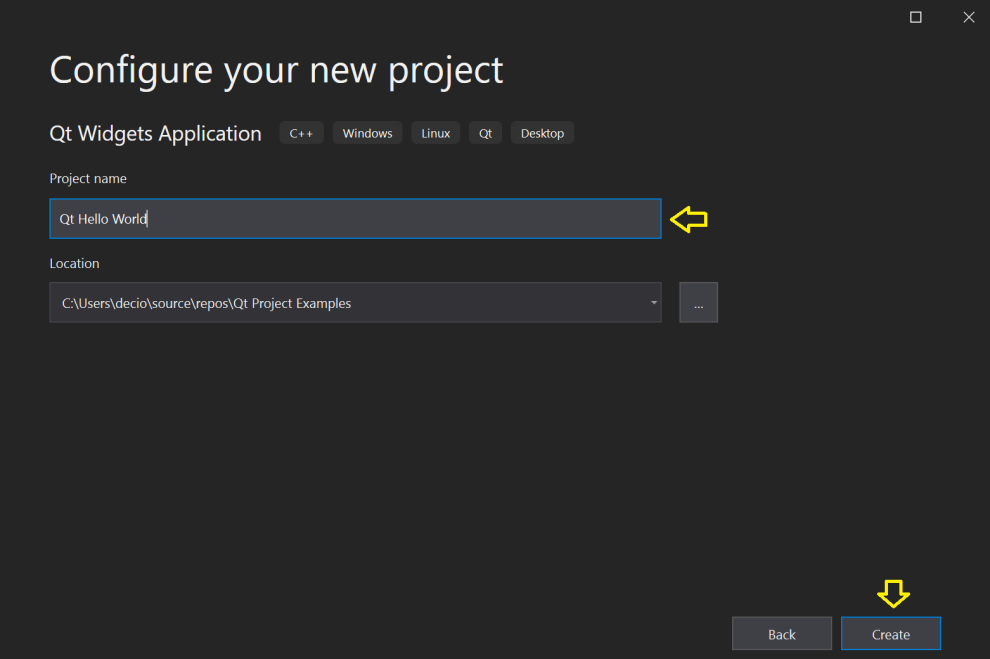 Configure your new project
Qt Widgets Application C++ Windows Linux Qt Desktop
Project name
Qt Hello World
Location
C:\Users\decio\source\repos\Qt Project Examples ...
Back Create